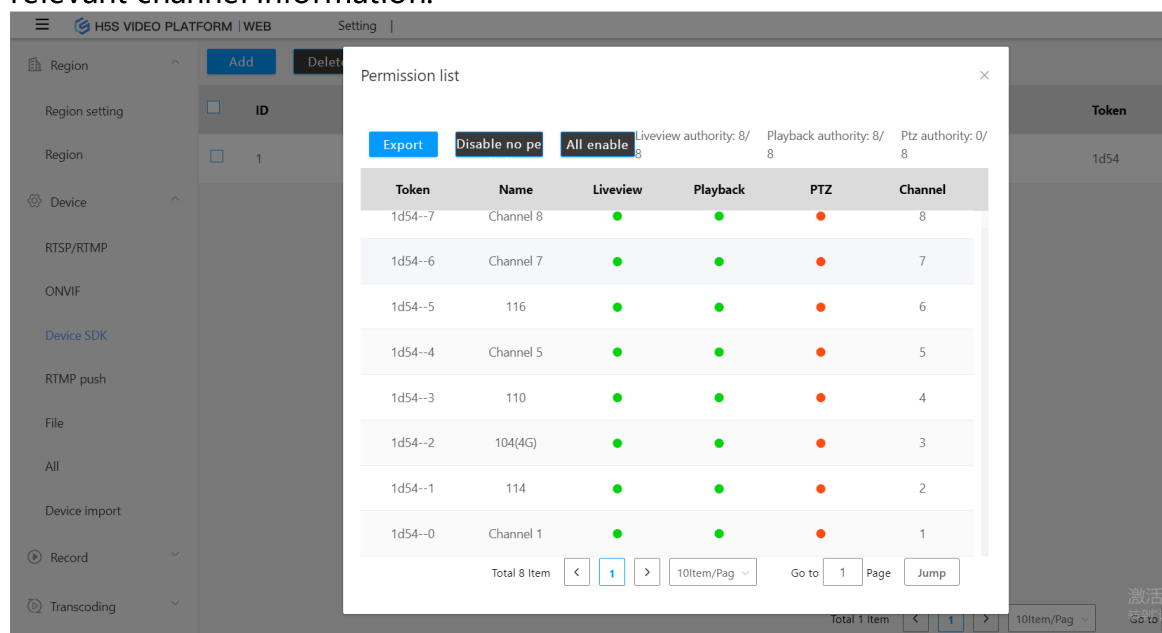 H5S VIDEO PLATFORM | WEB
Setting |
Region
Region setting
Region
Device
RTSP/RTMP
ONVIF
Device SDK
RTMP push
File
All
Device import
Record
Transcoding
Add
Delet
ID
Token
1
1d54
Permission list
Export
Disable no pe
All enable
Liveview authority: 8/
8
Playback authority: 8/
8
Ptz authority: 0/
8
Token Name Liveview Playback PTZ Channel
1d54--7 Channel 8 8
1d54--6 Channel 7 7
1d54--5 116 6
1d54--4 Channel 5 5
1d54--3 110 4
1d54--2 104(4G) 3
1d54--1 114 2
1d54--0 Channel 1 1
Total 8 Item < 1 > 10Item/Pag Go to 1 Page Jump
Total 1 Item < 1 > 10Item/Pag Go to
激活